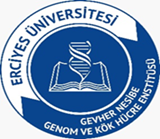 ERCİYES ÜNİVERSİTESİ
GEVHER NESİBE
GENOM VE KÖK HÜCRE ENSTİTÜSÜ